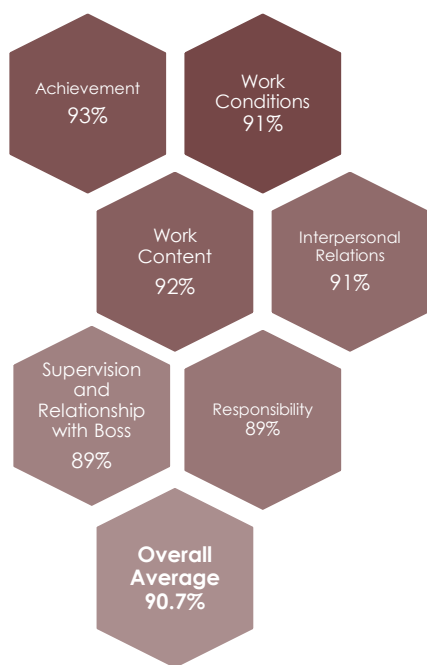 Achievement
93%
Work
Conditions
91%
Work
Content
92%
Interpersonal
Relations
91%
Supervision
and
Relationship
with Boss
89%
Responsibility
89%
Overall
Average
90.7%